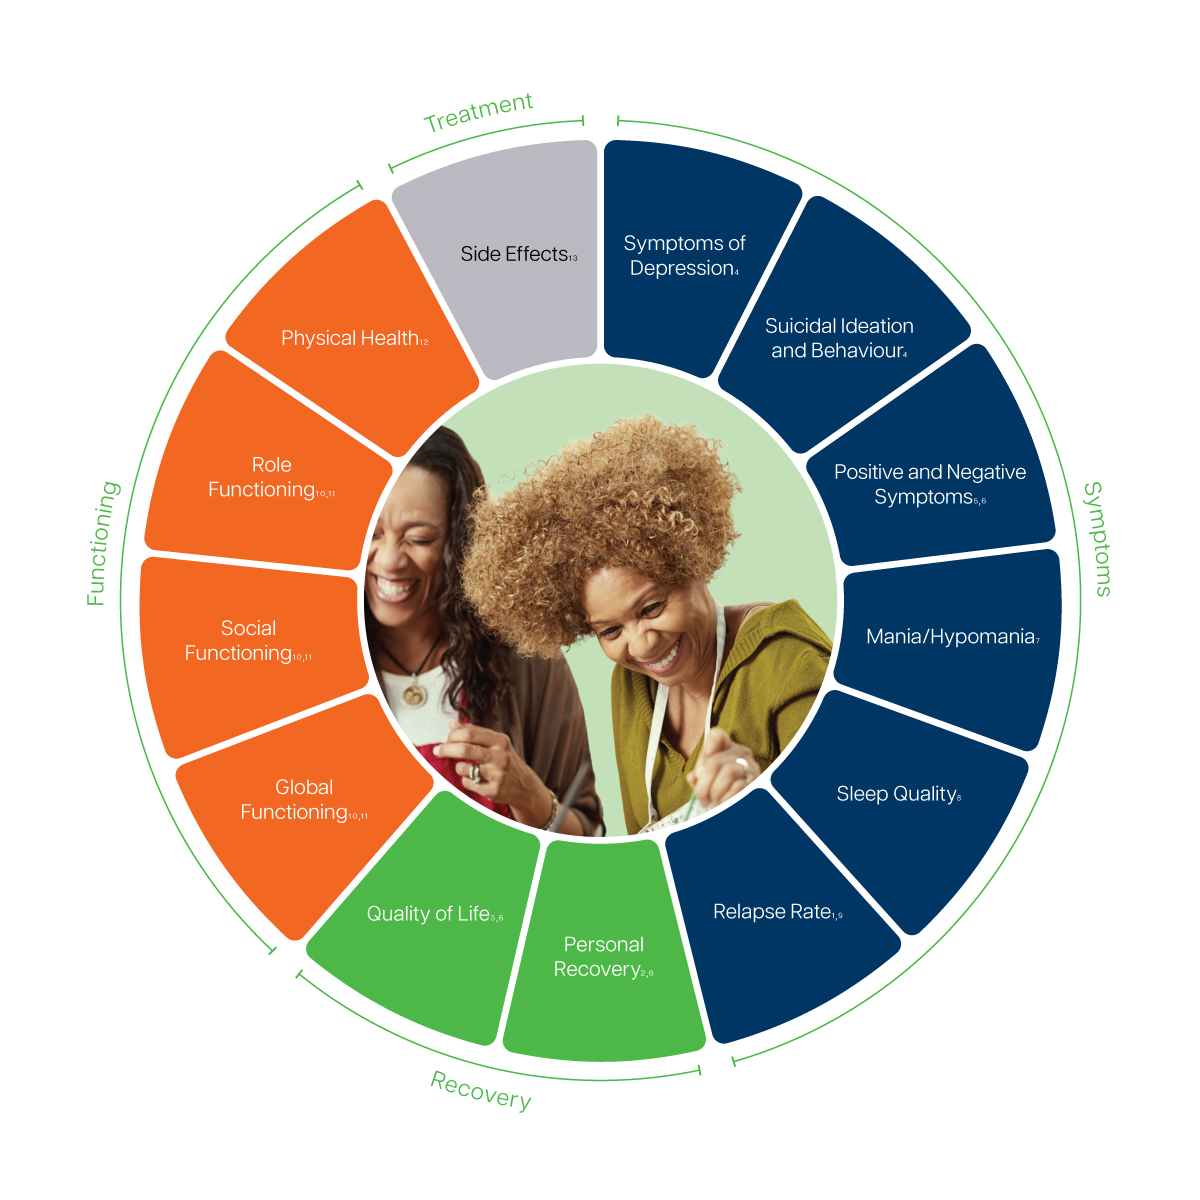 Treatment
Side Effects13
Symptoms of
Depression4
Suicidal Ideation
and Behaviour4
Positive and Negative
Symptoms5,6
Mania/Hypomania7
Sleep Quality8
Relapse Rate1,9
Symptoms
Personal
Recovery2,6
Quality of Life3,6
Recovery
Global
Functioning10,11
Social
Functioning10,11
Role
Functioning10,11
Physical Health12
Functioning